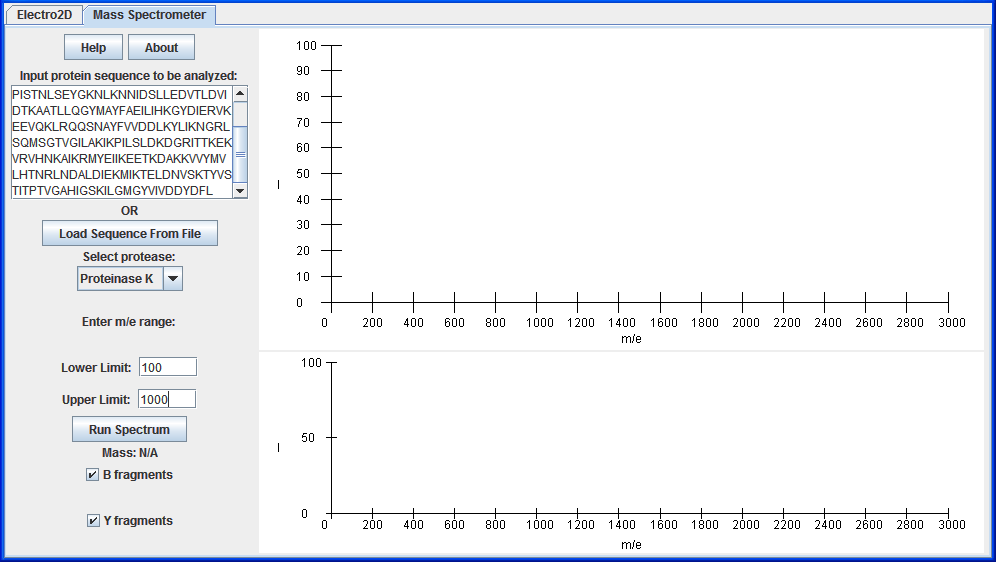 Electro2D Mass Spectrometer
Help About
Input protein sequence to be analyzed:
PISTNLSEYGKNLKNNIDSLLEDVTLDVI
DTKAATLLQGYMAYFAEILIHKGYDIERVK
EEVQKLRQQSNAYFVVDDLKYLIKNGRL
SQMSGTVGILAKIKPILSLDKDGRITTKEK
VRVHNKAIKRMYEIIKEETKDAKKVVYMV
LHTNRLNDALDIEKMIKTELDNVSKTYVS
TITPTVGAHIGSKILGMGYVIVDDYDFL
OR
Load Sequence From File
Select protease:
Proteinase K
Enter m/e range:
Lower Limit: 100
Upper Limit: 1000
Run Spectrum
Mass: N/A
B fragments
Y fragments
100
90
80
70
60
50
I
40
30
20
10
0
0 200 400 600 800 1000 1200 1400 1600 1800 2000 2200 2400 2600 2800 3000
m/e
100
50
I
0
0 200 400 600 800 1000 1200 1400 1600 1800 2000 2200 2400 2600 2800 3000
m/e